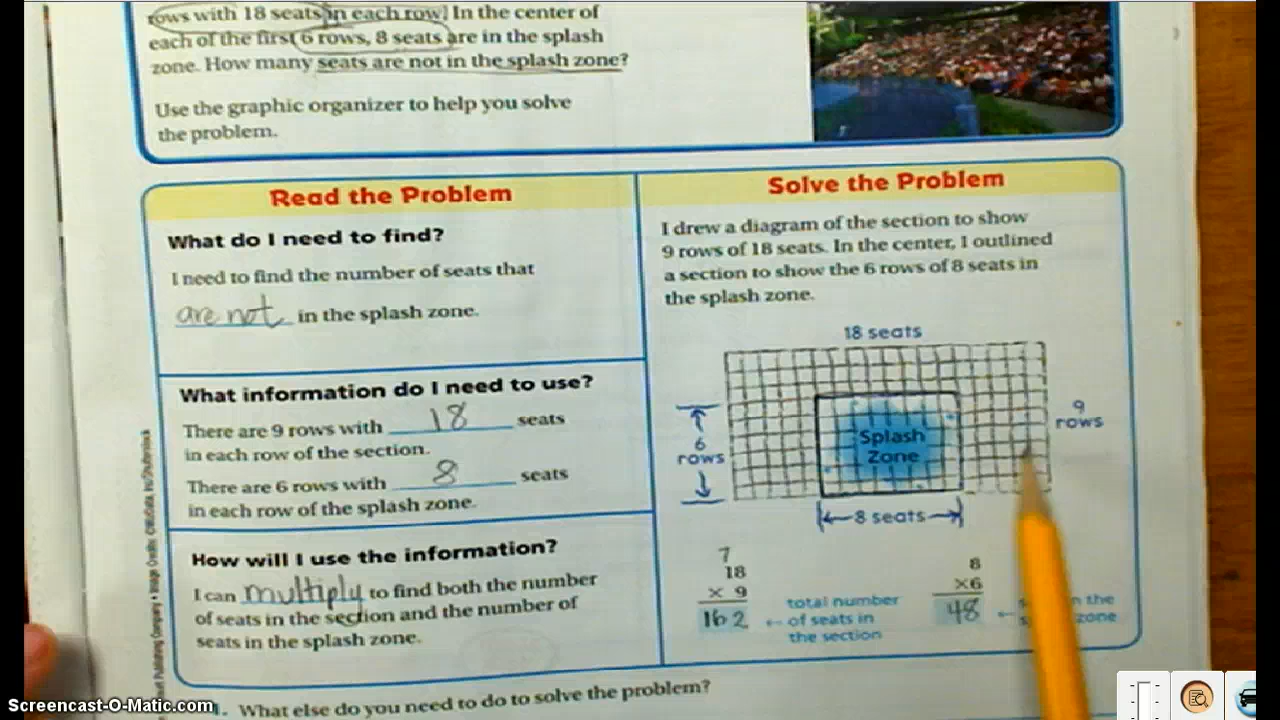 rows with 18 seats in each row. In the center of
each of the first 6 rows, 8 seats are in the splash
zone. How many seats are not in the splash zone?
Use the graphic organizer to help you solve
the problem.
Read the Problem
What do I need to find?
I need to find the number of seats that
are not in the splash zone.
What information do I need to use?
There are 9 rows with 18 seats
in each row of the section.
There are 6 rows with 8 seats
in each row of the splash zone.
How will I use the information?
I can multiply to find both the number
of seats in the section and the number of
seats in the splash zone.
Solve the Problem
I drew a diagram of the section to show
9 rows of 18 seats. In the center, I outlined
a section to show the 6 rows of 8 seats in
the splash zone.
18 seats
6
rows
Splash
Zone
9
rows
8 seats
7
18
× 9
162
← total number
of seats in
the section
8
×6
48
← in the
zone
1. What else do you need to do to solve the problem?
Publishing Company
Screencast-O-Matic.com